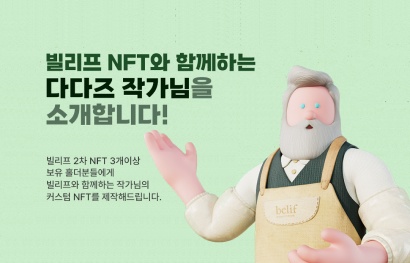 빌리프 NFT와 함께하는
다다즈 작가님을
소개합니다!
빌리프 2차 NFT 3개이상
보유 홀더분들에게
빌리프와 함께하는 작가님의
커스텀 NFT를 제작해드립니다.
belif